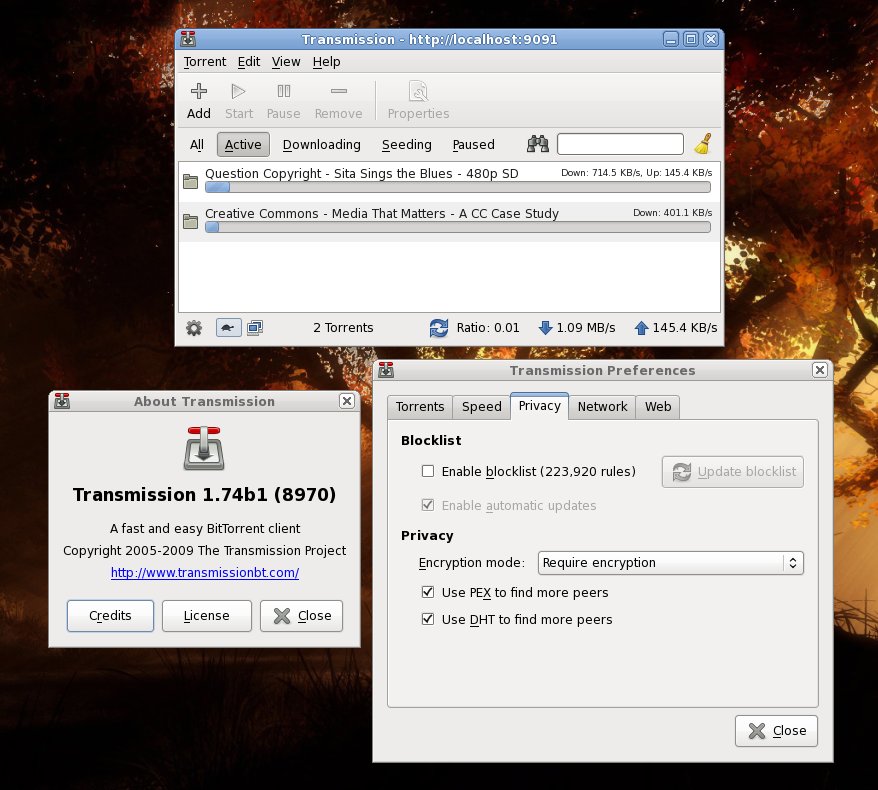 Transmission - http://localhost:9091
Torrent Edit View Help
Add Start Pause Remove Properties
All Active Downloading Seeding Paused
Question Copyright - Sita Sings the Blues - 480p SD Down: 714.5 KB/s, Up: 145.4 KB/s
Creative Commons - Media That Matters - A CC Case Study Down: 401.1 KB/s
2 Torrents Ratio: 0.01 1.09 MB/s 145.4 KB/s
About Transmission
Transmission 1.74b1 (8970)
A fast and easy BitTorrent client
Copyright 2005-2009 The Transmission Project
http://www.transmissionbt.com/
Credits License Close
Transmission Preferences
Torrents Speed Privacy Network Web
Blocklist
Enable blocklist (223,920 rules) Update blocklist
Enable automatic updates
Privacy
Encryption mode: Require encryption
Use PEX to find more peers
Use DHT to find more peers
Close